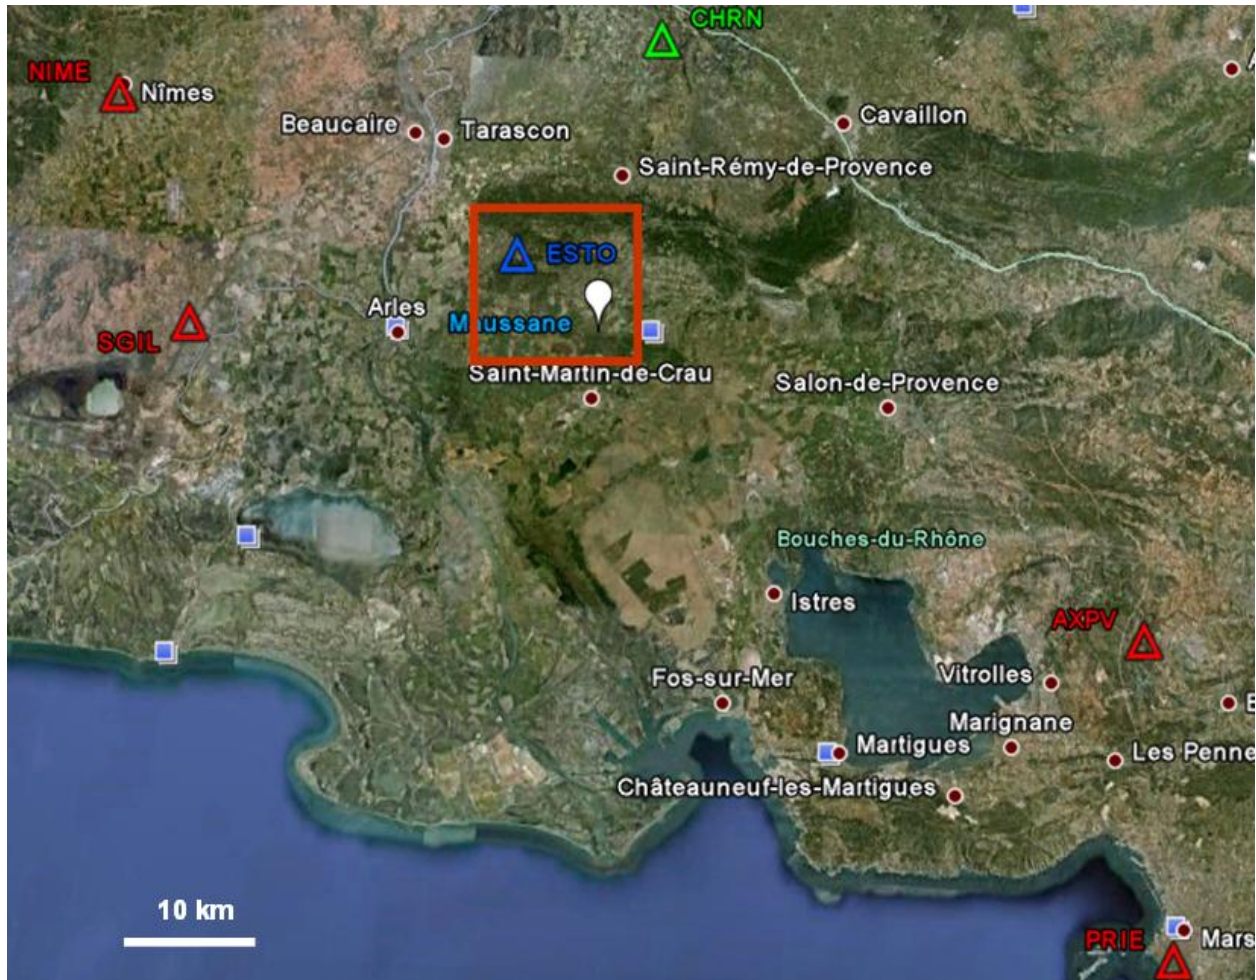 CHRN
NIME
Nîmes
Beaucaire
Tarascon
Cavaillon
Saint-Rémy-de-Provence
ESTO
Arles
Maussane
SGIL
Saint-Martin-de-Crau
Salon-de-Provence
Bouches-du-Rhône
Istres
AXPV
Fos-sur-Mer
Vitrolles
Marignane
Martigues
Les Penne
Châteauneuf-les-Martigues
10 km
PRIE
Mars